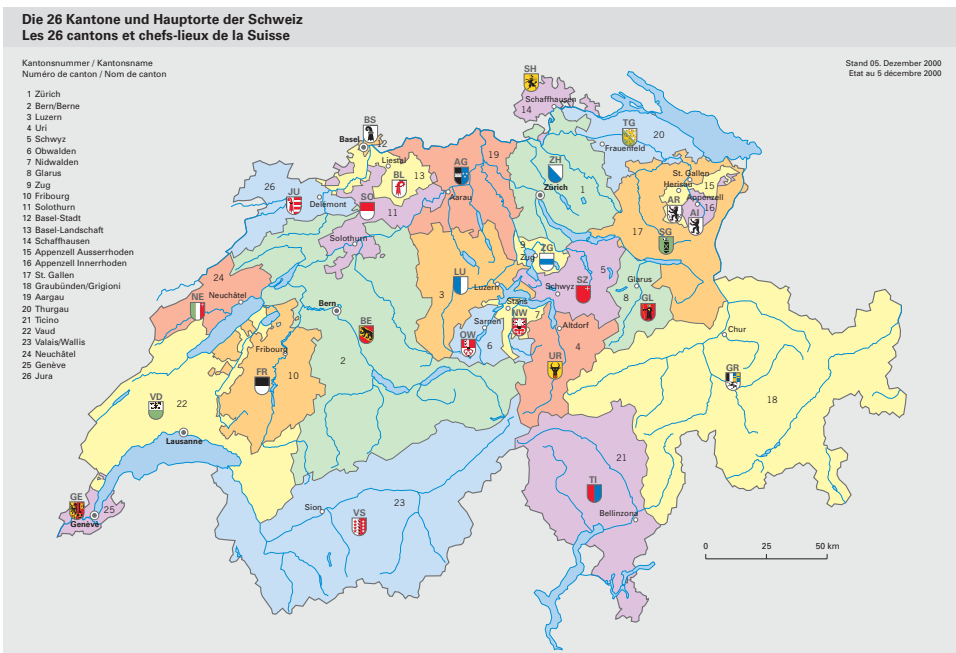 Die 26 Kantone und Hauptorte der Schweiz
Les 26 cantons et chefs-lieux de la Suisse
Kantonsnummer / Kantonsname
Numéro de canton / Nom de canton
Stand 05. Dezember 2000
Etat au 5 décembre 2000
1 Zürich
2 Bern/Berne
3 Luzern
4 Uri
5 Schwyz
6 Obwalden
7 Nidwalden
8 Glarus
9 Zug
10 Fribourg
11 Solothurn
12 Basel-Stadt
13 Basel-Landschaft
14 Schaffhausen
15 Appenzell Ausserrhoden
16 Appenzell Innerrhoden
17 St. Gallen
18 Graubünden/Grigioni
19 Aargau
20 Thurgau
21 Ticino
22 Vaud
23 Valais/Wallis
24 Neuchâtel
25 Genève
26 Jura
SH
Schaffhausen
14
BS
Basel
12
TG
20
Frauenfeld
Liestal
BL
13
AG
19
Aarau
ZH
Zürich
1
St. Gallen
Herisau
15
Appenzell
AR
AI
16
26
JU
Delémont
SO
11
Solothurn
17
SG
9
Zug
ZG
24
NE
Neuchâtel
LU
Luzern
3
5
Schwyz
SZ
Glarus
8
GL
Bern
BE
2
Stans
NW
7
Sarnen
OW
6
Altdorf
4
UR
Chur
GR
18
Fribourg
FR
10
VD
22
Lausanne
21
TI
Bellinzona
GE
25
Genève
Sion
23
VS
0 25 50 km